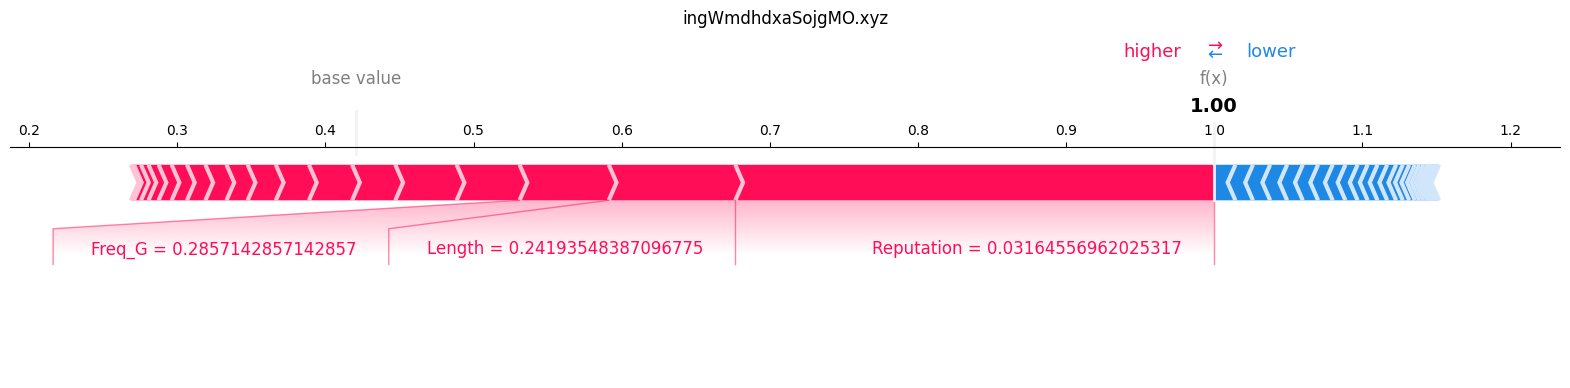 ingWmdhdxaSojgMO.xyz
higher ⇄ lower
base value f(x)
1.00
0.2 0.3 0.4 0.5 0.6 0.7 0.8 0.9 1.0 1.1 1.2
Freq_G = 0.2857142857142857 Length = 0.24193548387096775 Reputation = 0.03164556962025317